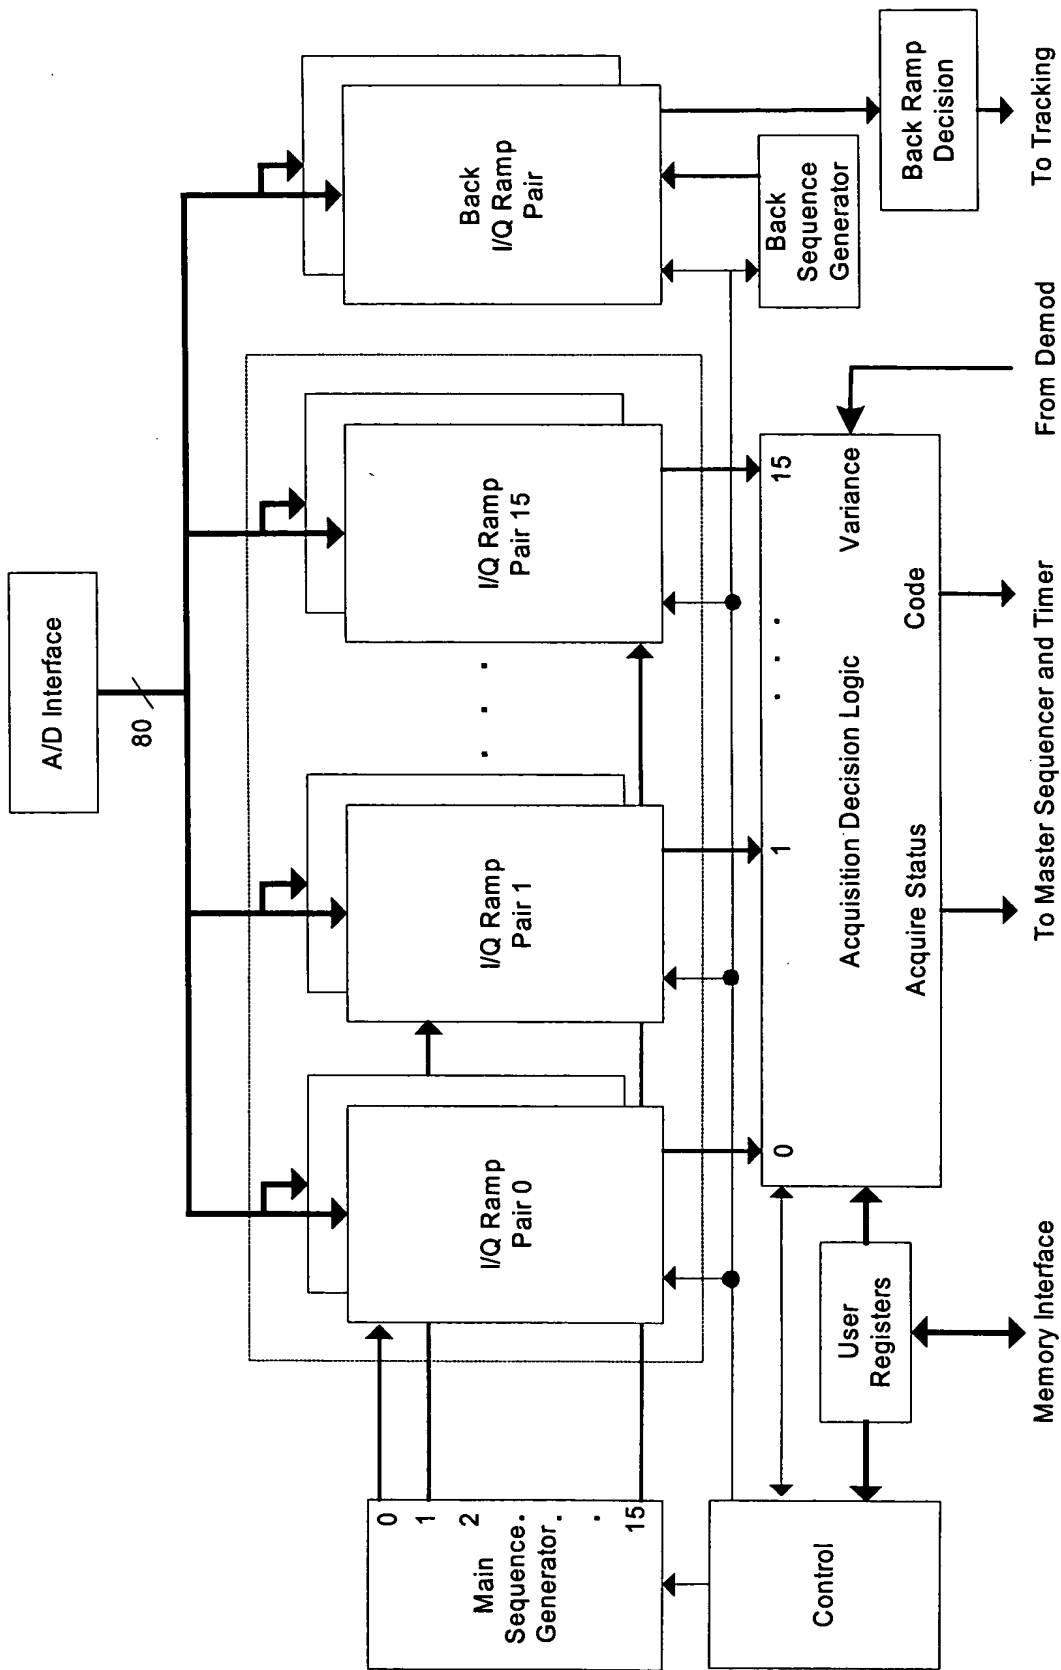 A/D Interface
80
Main
Sequence
Generator
0
1
2
.
.
.
15
I/Q Ramp
Pair 0
I/Q Ramp
Pair 1
. . .
I/Q Ramp
Pair 15
Back
I/Q Ramp
Pair
Control
User
Registers
0
1
. . .
15
Acquisition Decision Logic
Variance
Acquire Status
Code
Back
Sequence
Generator
Back Ramp
Decision
Memory Interface
To Master Sequencer and Timer
From Demod
To Tracking